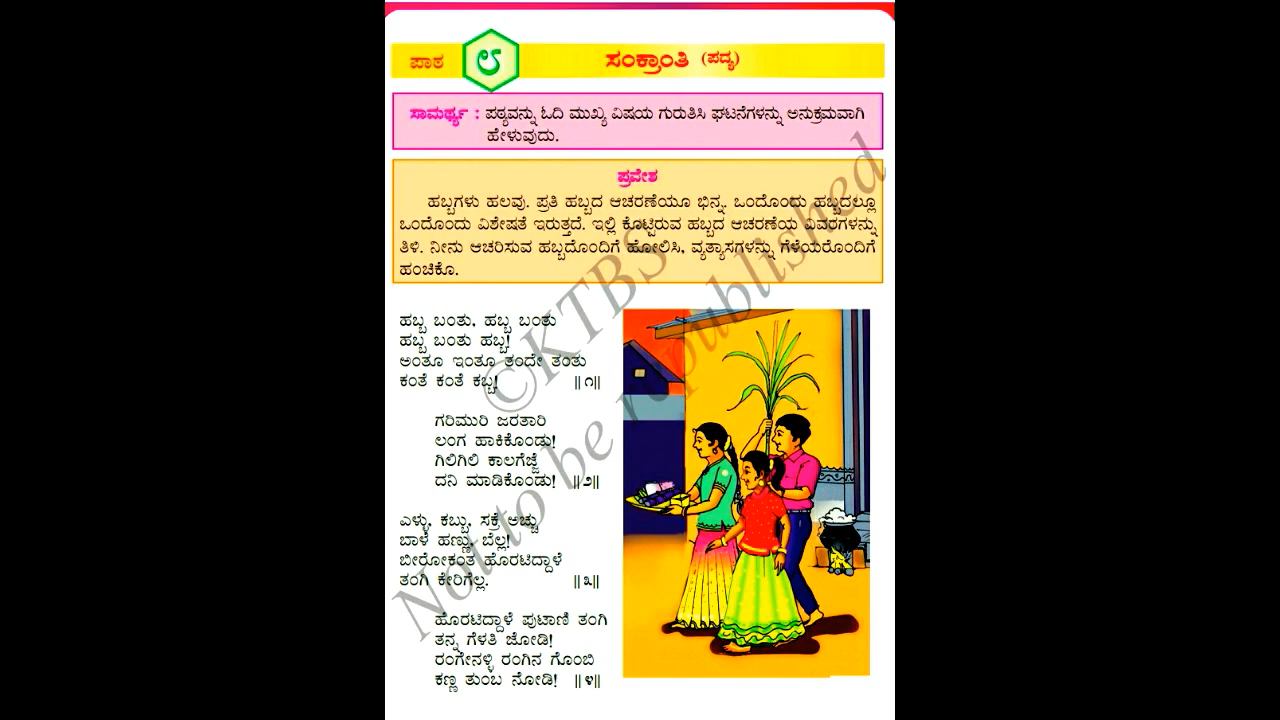 ಪಾಠ ೮ ಸಂಕ್ರಾಂತಿ (ಪದ್ಯ)
ಸಾಮರ್ಥ್ಯ : ಪಠ್ಯವನ್ನು ಓದಿ ಮುಖ್ಯ ವಿಷಯ ಗುರುತಿಸಿ ಘಟನೆಗಳನ್ನು ಅನುಕ್ರಮವಾಗಿ
ಹೇಳುವುದು.
ಪ್ರವೇಶ
ಹಬ್ಬಗಳು ಹಲವು. ಪ್ರತಿ ಹಬ್ಬದ ಆಚರಣೆಯೂ ಭಿನ್ನ. ಒಂದೊಂದು ಹಬ್ಬದಲ್ಲೂ
ಒಂದೊಂದು ವಿಶೇಷತೆ ಇರುತ್ತದೆ. ಇಲ್ಲಿ ಕೊಟ್ಟಿರುವ ಹಬ್ಬದ ಆಚರಣೆಯ ವಿವರಗಳನ್ನು
ತಿಳಿ. ನೀನು ಆಚರಿಸುವ ಹಬ್ಬದೊಂದಿಗೆ ಹೋಲಿಸಿ, ವ್ಯತ್ಯಾಸಗಳನ್ನು ಗೆಳೆಯರೊಂದಿಗೆ
ಹಂಚಿಕೊ.
ಹಬ್ಬ ಬಂತು, ಹಬ್ಬ ಬಂತು
ಹಬ್ಬ ಬಂತು ಹಬ್ಬ!
ಅಂತೂ ಇಂತೂ ತಂದೇ ತಂತು
ಕಂತೆ ಕಂತೆ ಕಬ್ಬ! ॥೧॥
ಗರಿಮುರಿ ಜರತಾರಿ
ಲಂಗ ಹಾಕಿಕೊಂಡು!
ಗಿಲಿಗಿಲಿ ಕಾಲಗೆಜ್ಜೆ
ದನಿ ಮಾಡಿಕೊಂಡು! ॥೨॥
ಎಳ್ಳು, ಕಬ್ಬು, ಸಕ್ರೆ ಅಚ್ಚು
ಬಾಳೆ ಹಣ್ಣು, ಬೆಲ್ಲ!
ಬೀರೋಕಂತ ಹೊರಟಿದ್ದಾಳೆ
ತಂಗಿ ಕೇರಿಗೆಲ್ಲ. ॥೩॥
ಹೊರಟಿದ್ದಾಳೆ ಪುಟಾಣಿ ತಂಗಿ
ತನ್ನ ಗೆಳತಿ ಜೋಡಿ!
ರಂಗೇನಳ್ಳಿ ರಂಗಿನ ಗೊಂಬಿ
ಕಣ್ಣ ತುಂಬ ನೋಡಿ! ॥೪॥
©KTBS
Not to be republished